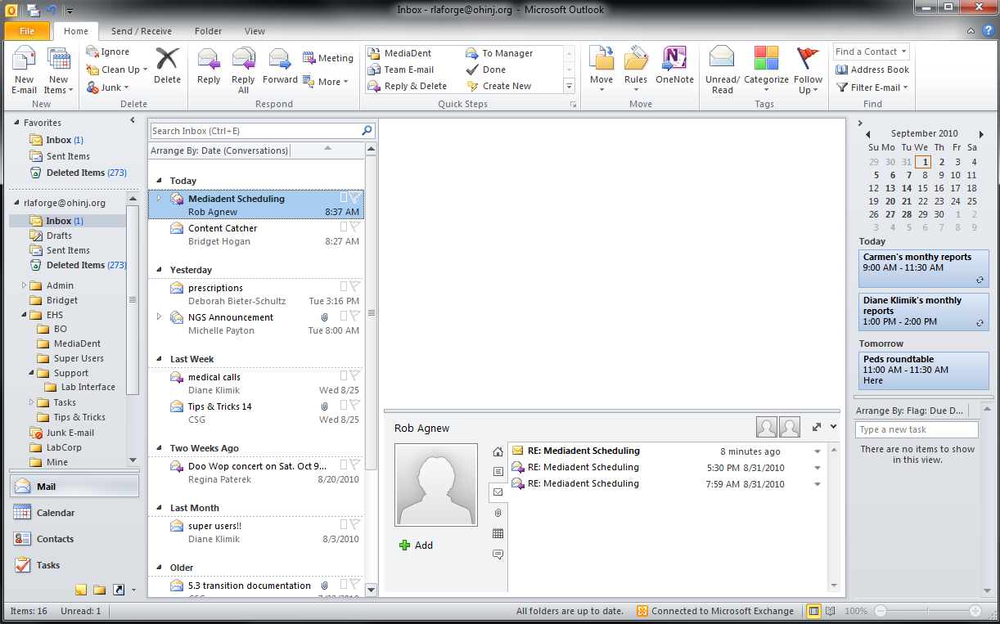 Inbox - rlaforge@ohinj.org - Microsoft Outlook
File Home Send / Receive Folder View
New E-mail
New Items
New
Ignore
Clean Up
Junk
Delete
Delete
Reply
Reply All
Forward
Meeting
More
Respond
MediaDent
Team E-mail
Reply & Delete
To Manager
Done
Create New
Quick Steps
Move
Rules
OneNote
Move
Unread/ Read
Categorize
Follow Up
Tags
Find a Contact
Address Book
Filter E-mail
Find
Favorites
Inbox (1)
Sent Items
Deleted Items (273)
rlaforge@ohinj.org
Inbox (1)
Drafts
Sent Items
Deleted Items (273)
Admin
Bridget
EHS
BO
MediaDent
Super Users
Support
Lab Interface
Tasks
Tips & Tricks
Junk E-mail
LabCorp
Mine
Mail
Calendar
Contacts
Tasks
Search Inbox (Ctrl+E)
Arrange By: Date (Conversations)
Today
Mediadent Scheduling
Rob Agnew 8:37 AM
Content Catcher
Bridget Hogan 8:27 AM
Yesterday
prescriptions
Deborah Bieter-Schultz Tue 3:16 PM
NGS Announcement
Michelle Payton Tue 8:00 AM
Last Week
medical calls
Diane Klimik Wed 8/25
Tips & Tricks 14
CSG Wed 8/25
Two Weeks Ago
Doo Wop concert on Sat. Oct 9...
Regina Paterek 8/20/2010
Last Month
super users!!
Diane Klimik 8/3/2010
Older
5.3 transition documentation
Rob Agnew
RE: Mediadent Scheduling 8 minutes ago
RE: Mediadent Scheduling 5:30 PM 8/31/2010
RE: Mediadent Scheduling 7:59 AM 8/31/2010
Add
September 2010
Su Mo Tu We Th Fr Sa
29 30 31 1 2 3 4
5 6 7 8 9 10 11
12 13 14 15 16 17 18
19 20 21 22 23 24 25
26 27 28 29 30 1 2
3 4 5 6 7 8 9
Today
Carmen's monthy reports
9:00 AM - 11:30 AM
Diane Klimik's monthly
reports
1:00 PM - 2:00 PM
Tomorrow
Peds roundtable
11:00 AM - 11:30 AM
Here
Arrange By: Flag: Due D...
Type a new task
There are no items to show
in this view.
Items: 16 Unread: 1 All folders are up to date. Connected to Microsoft Exchange 100%